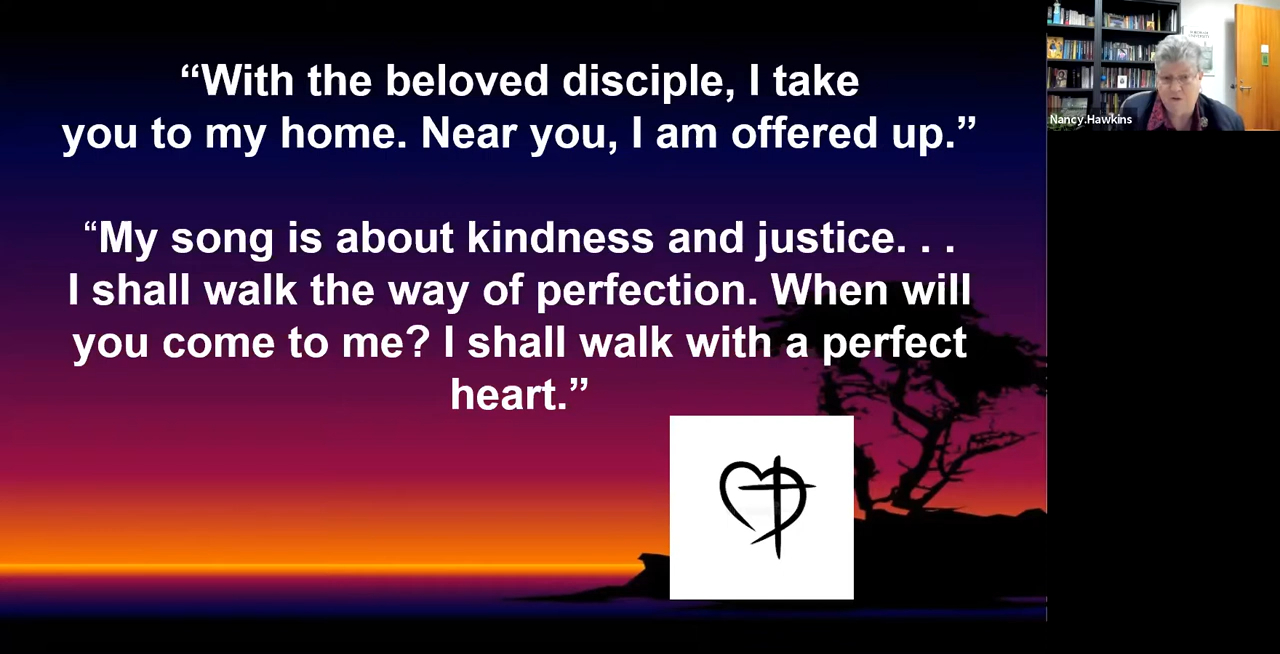 “With the beloved disciple, I take
you to my home. Near you, I am offered up.”
“My song is about kindness and justice. . .
I shall walk the way of perfection. When will
you come to me? I shall walk with a perfect
heart.”
Nancy.Hawkins